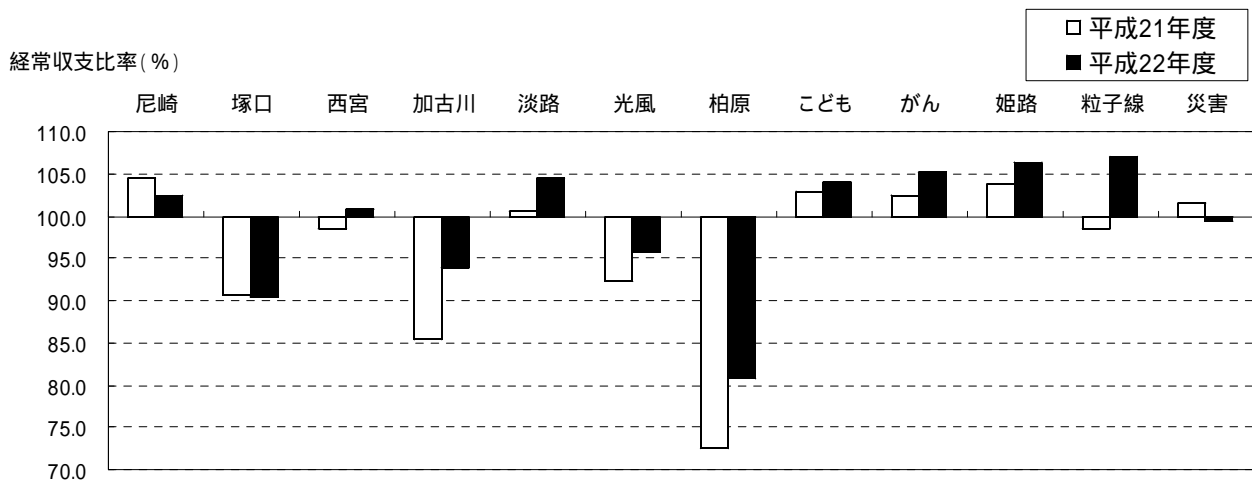 □ 平成21年度
■ 平成22年度
経常収支比率(%)
尼崎 塚口 西宮 加古川 淡路 光風 柏原 こども がん 姫路 粒子線 災害
110.0
105.0
100.0
95.0
90.0
85.0
80.0
75.0
70.0